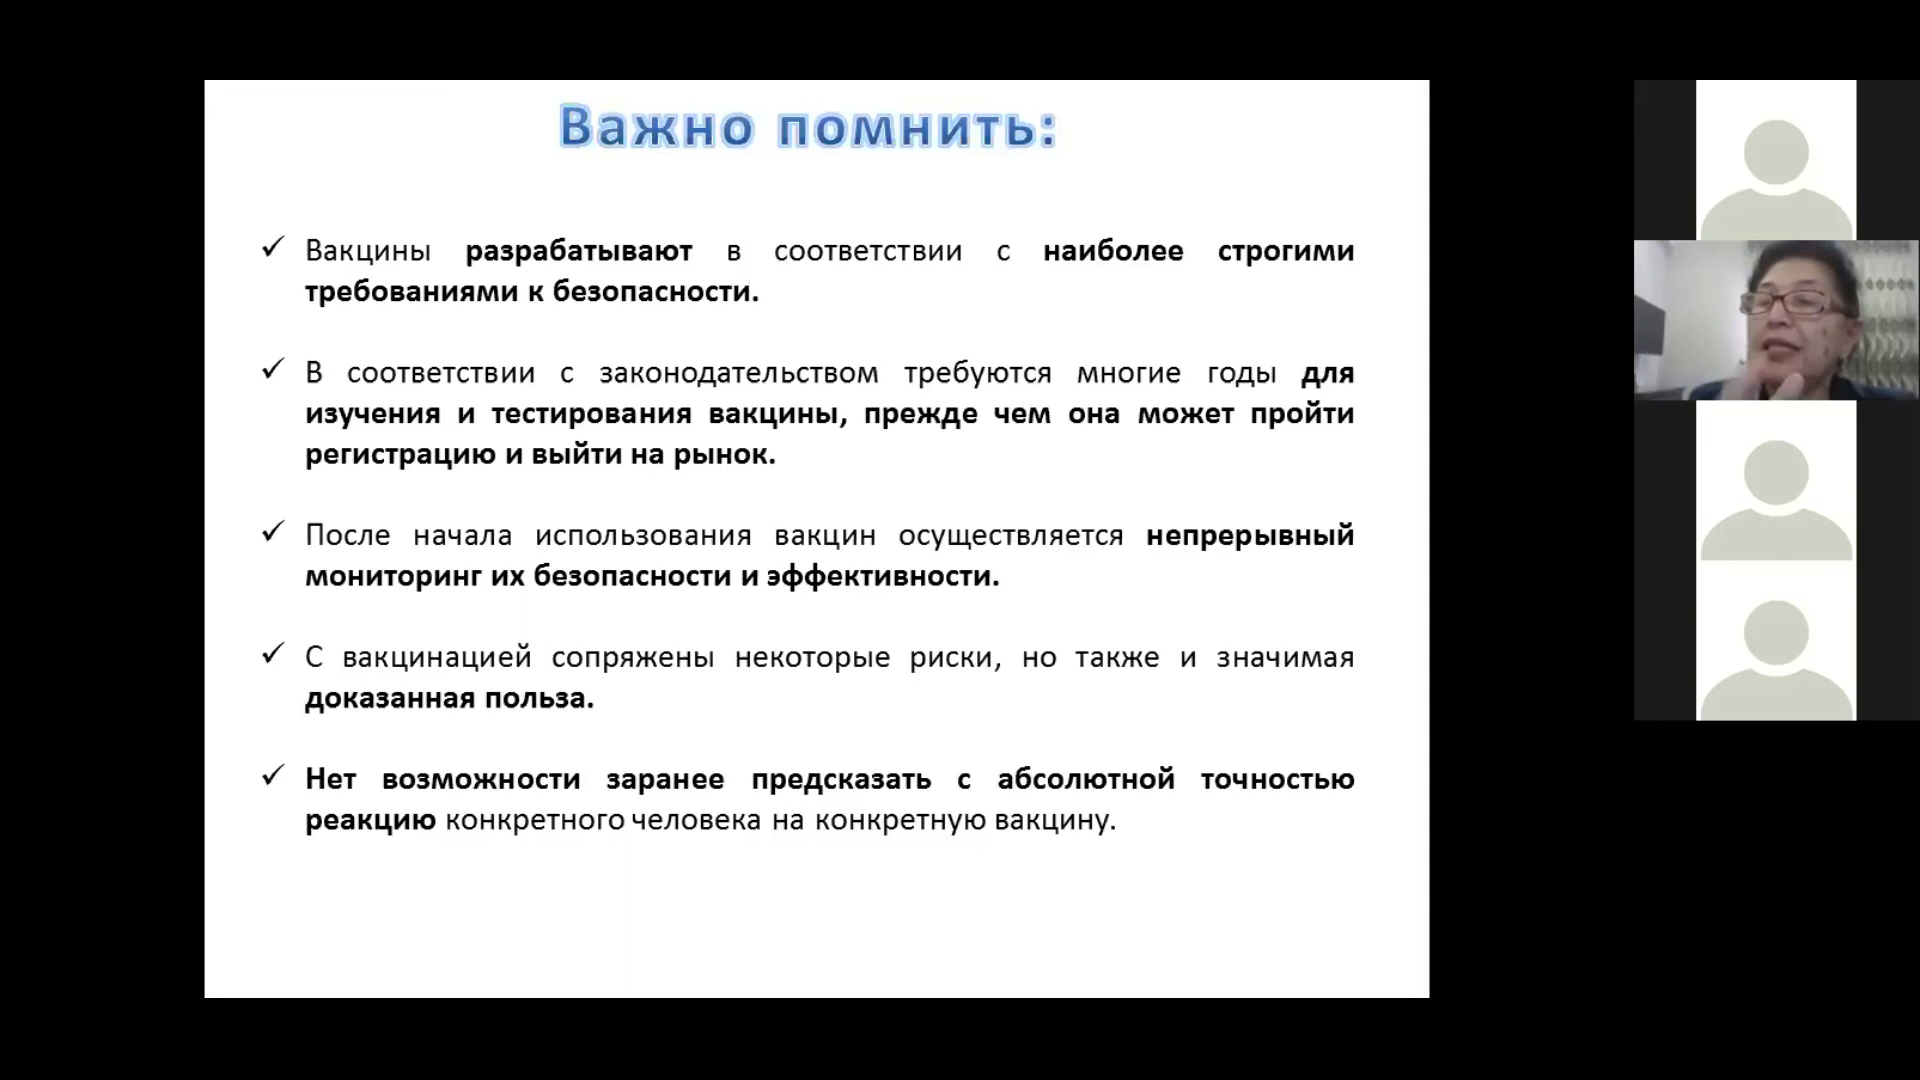 Важно помнить:
Вакцины разрабатывают в соответствии с наиболее строгими
требованиями к безопасности.
В соответствии с законодательством требуются многие годы для
изучения и тестирования вакцины, прежде чем она может пройти
регистрацию и выйти на рынок.
После начала использования вакцин осуществляется непрерывный
мониторинг их безопасности и эффективности.
С вакцинацией сопряжены некоторые риски, но также и значимая
доказанная польза.
Нет возможности заранее предсказать с абсолютной точностью
реакцию конкретного человека на конкретную вакцину.